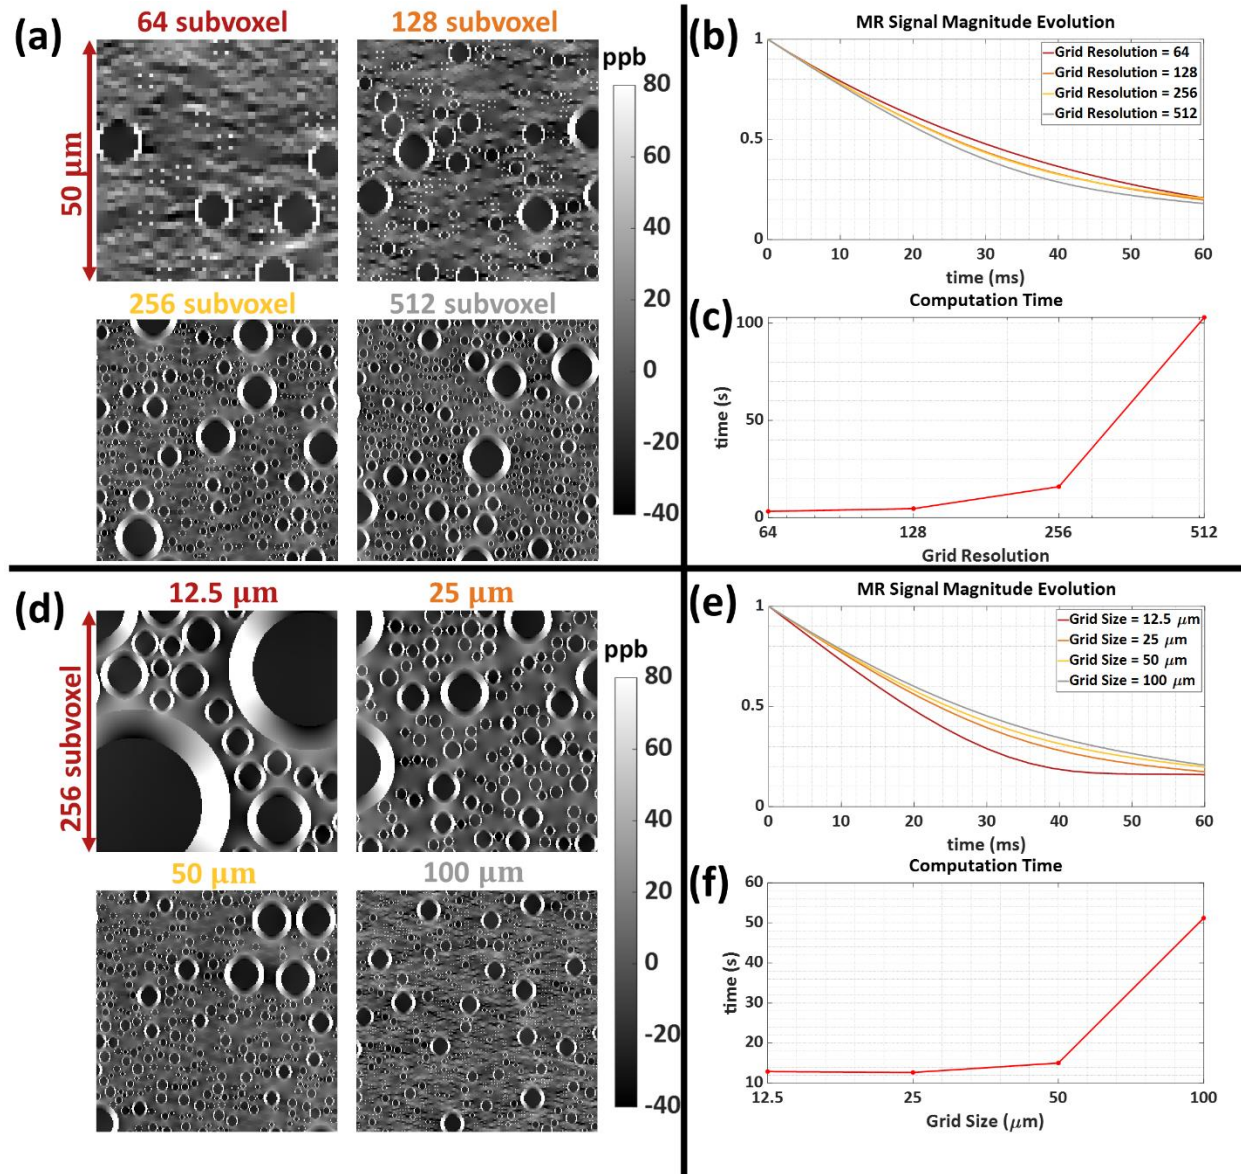 (a)
64 subvoxel
128 subvoxel
50 μm
ppb
80
60
40
20
0
-20
-40
256 subvoxel
512 subvoxel
(b)
MR Signal Magnitude Evolution
Grid Resolution = 64
Grid Resolution = 128
Grid Resolution = 256
Grid Resolution = 512
1
0.5
0
0 10 20 30 40 50 60
time (ms)
(c)
Computation Time
100
50
0
time (s)
64 128 256 512
Grid Resolution
(d)
12.5 μm
25 μm
256 subvoxel
ppb
80
60
40
20
0
-20
-40
50 μm
100 μm
(e)
MR Signal Magnitude Evolution
Grid Size = 12.5 μm
Grid Size = 25 μm
Grid Size = 50 μm
Grid Size = 100 μm
1
0.5
0
0 10 20 30 40 50 60
time (ms)
(f)
Computation Time
60
50
40
30
20
10
time (s)
12.5 25 50 100
Grid Size (μm)